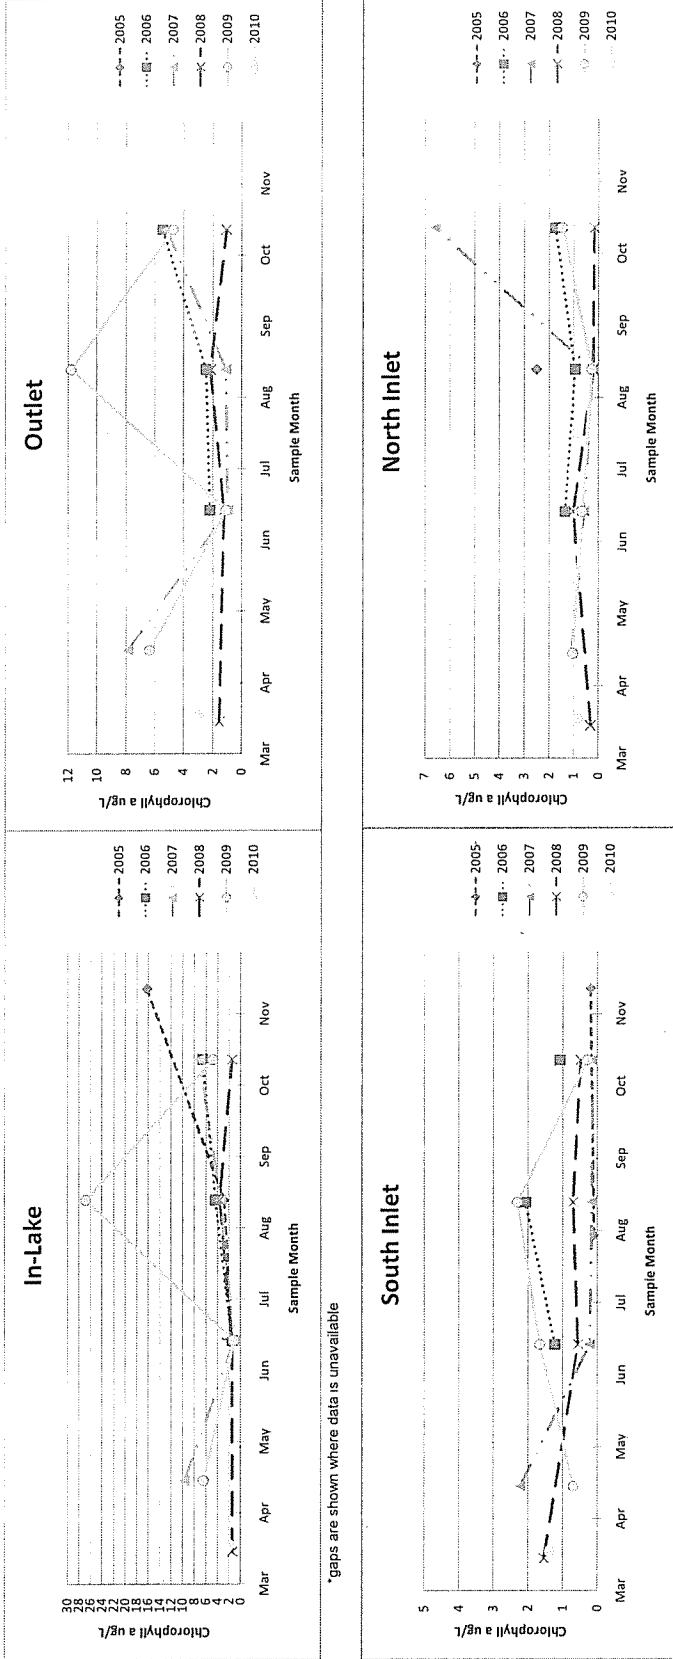 In-Lake
Chlorophyll a ug/L
30
28
26
24
22
20
18
16
14
12
10
8
6
4
2
0
Mar
Apr
May
Jun
Jul
Aug
Sep
Oct
Nov
Sample Month
2005
2006
2007
2008
2009
2010
Outlet
Chlorophyll a ug/L
12
10
8
6
4
2
0
Mar
Apr
May
Jun
Jul
Aug
Sep
Oct
Nov
Sample Month
2005
2006
2007
2008
2009
2010
*gaps are shown where data is unavailable
South Inlet
Chlorophyll a ug/L
5
4
3
2
1
0
Mar
Apr
May
Jun
Jul
Aug
Sep
Oct
Nov
Sample Month
2005
2006
2007
2008
2009
2010
North Inlet
Chlorophyll a ug/L
7
6
5
4
3
2
1
0
Mar
Apr
May
Jun
Jul
Aug
Sep
Oct
Nov
Sample Month
2005
2006
2007
2008
2009
2010